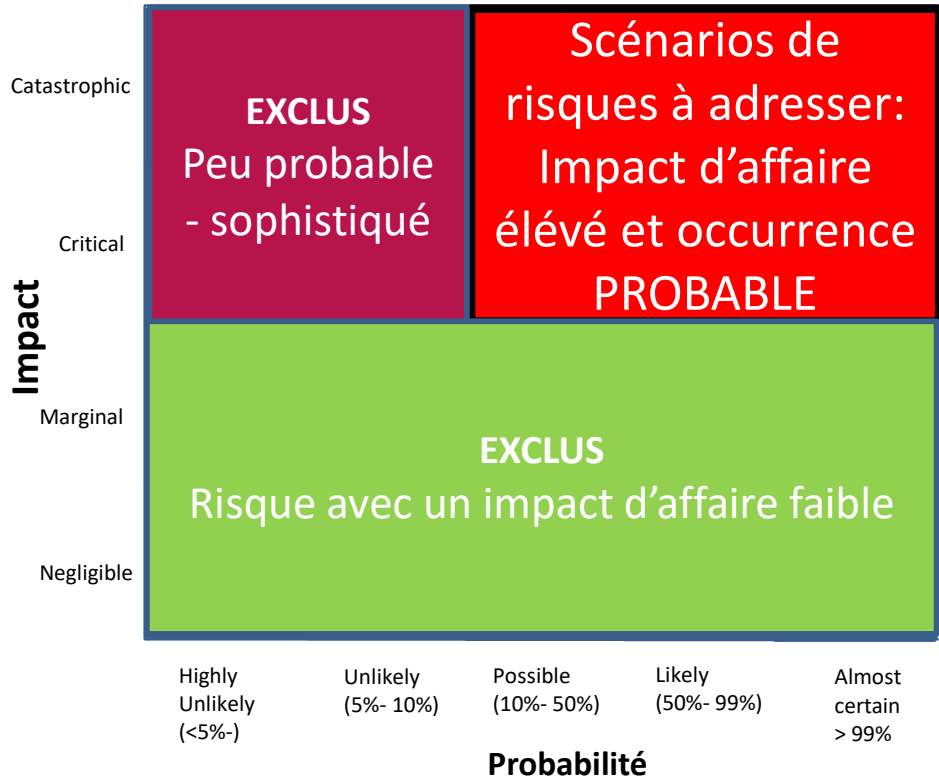 Catastrophic
EXCLUS
Peu probable
- sophistiqué
Scénarios de
risques à adresser:
Impact d’affaire
élévé et occurrence
PROBABLE
Critical
Impact
Marginal
EXCLUS
Risque avec un impact d’affaire faible
Negligible
Highly
Unlikely
(<5%-)
Unlikely
(5%- 10%)
Possible
(10%- 50%)
Likely
(50%- 99%)
Almost
certain
> 99%
Probabilité